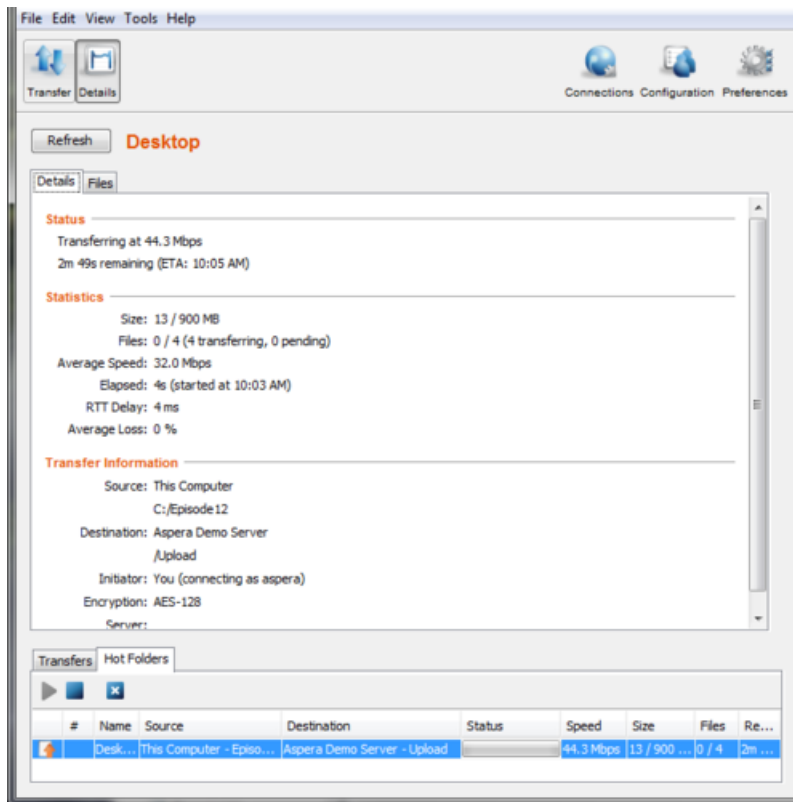 File Edit View Tools Help
Transfer Details Connections Configuration Preferences
Refresh Desktop
Details Files
Status
Transferring at 44.3 Mbps
2m 49s remaining (ETA: 10:05 AM)
Statistics
Size: 13 / 900 MB
Files: 0 / 4 (4 transferring, 0 pending)
Average Speed: 32.0 Mbps
Elapsed: 4s (started at 10:03 AM)
RTT Delay: 4 ms
Average Loss: 0 %
Transfer Information
Source: This Computer
C:/Episode12
Destination: Aspera Demo Server
/Upload
Initiator: You (connecting as aspera)
Encryption: AES-128
Server:
Transfers Hot Folders
# Name Source Destination Status Speed Size Files Re...
Desk... This Computer - Episo... Aspera Demo Server - Upload 44.3 Mbps 13 / 900 ... 0 / 4 2m ...